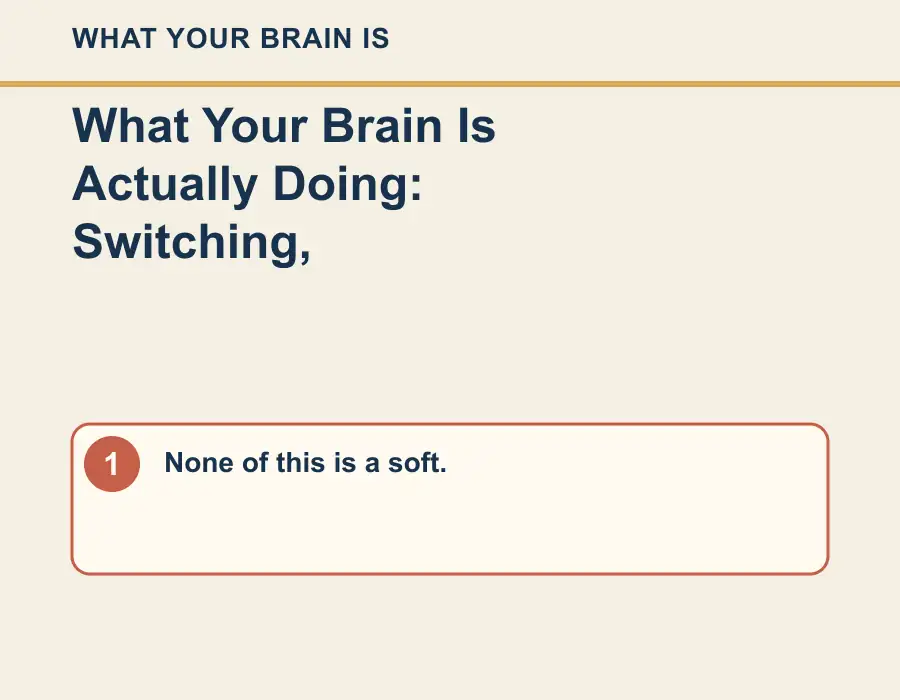 WHAT YOUR BRAIN IS
What Your Brain Is
Actually Doing:
Switching,
1 None of this is a soft.